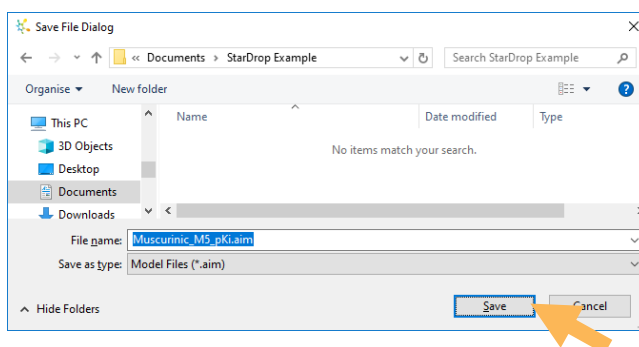 Save File Dialog
« Documents › StarDrop Example
Search StarDrop Example
Organise
New folder
Name
Date modified
Type
This PC
3D Objects
Desktop
Documents
Downloads
No items match your search.
File name: Muscurinic_M5_pKi.aim
Save as type: Model Files (*.aim)
Hide Folders
Save
Cancel